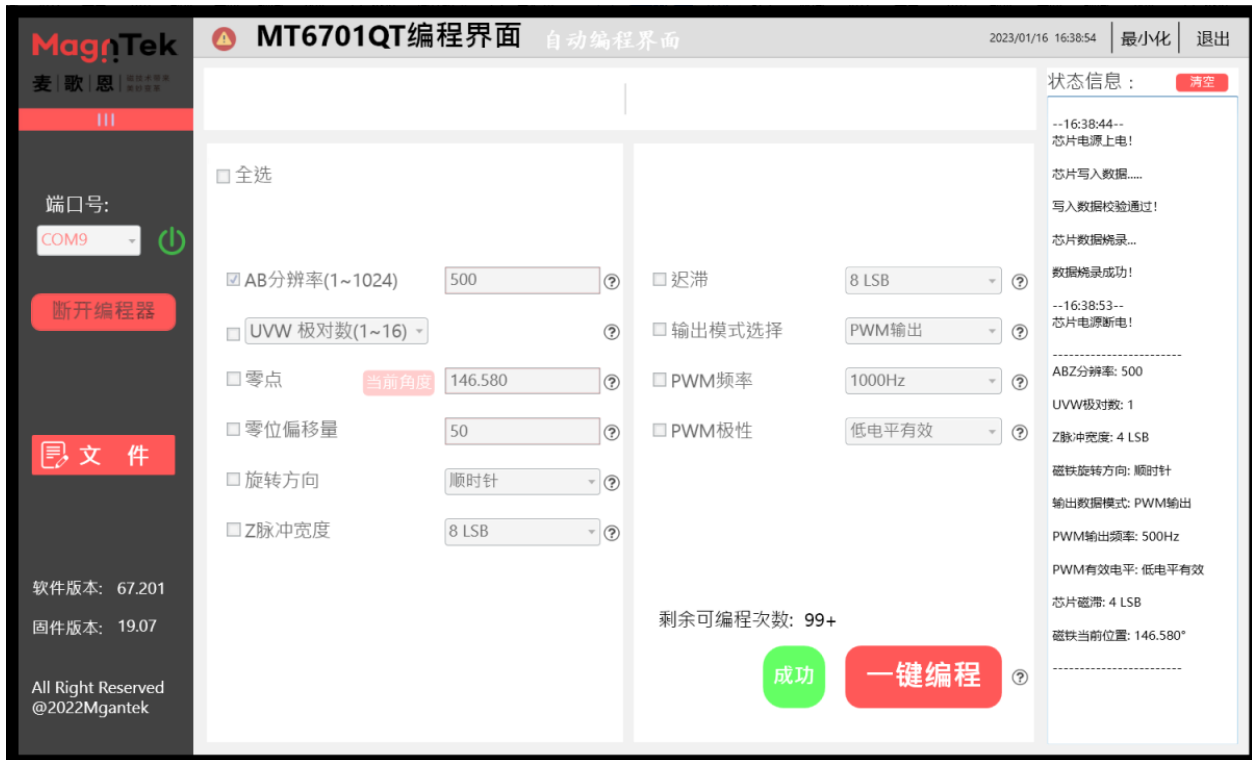 MagnTek
麦|歌|恩
MT6701QT编程界面
自动编程界面
2023/01/16 16:38:54
最小化
退出
端口号:
COM9
断开编程器
文 件
软件版本: 67.201
固件版本: 19.07
All Right Reserved
@2022Mgantek
全选
AB分辨率(1~1024) 500
UVW 极对数(1~16)
零点 当前角度 146.580
零位偏移量 50
旋转方向 顺时针
Z脉冲宽度 8 LSB
迟滞 8 LSB
输出模式选择 PWM输出
PWM频率 1000Hz
PWM极性 低电平有效
剩余可编程次数: 99+
成功
一键编程
状态信息：
清空
--16:38:44--
芯片电源上电!
芯片写入数据.....
写入数据校验通过!
芯片数据烧录...
数据烧录成功!
--16:38:53--
芯片电源断电!
------------------------
ABZ分辨率: 500
UVW极对数: 1
Z脉冲宽度: 4 LSB
磁铁旋转方向: 顺时针
输出数据模式: PWM输出
PWM输出频率: 500Hz
PWM有效电平: 低电平有效
芯片磁滞: 4 LSB
磁铁当前位置: 146.580°
------------------------